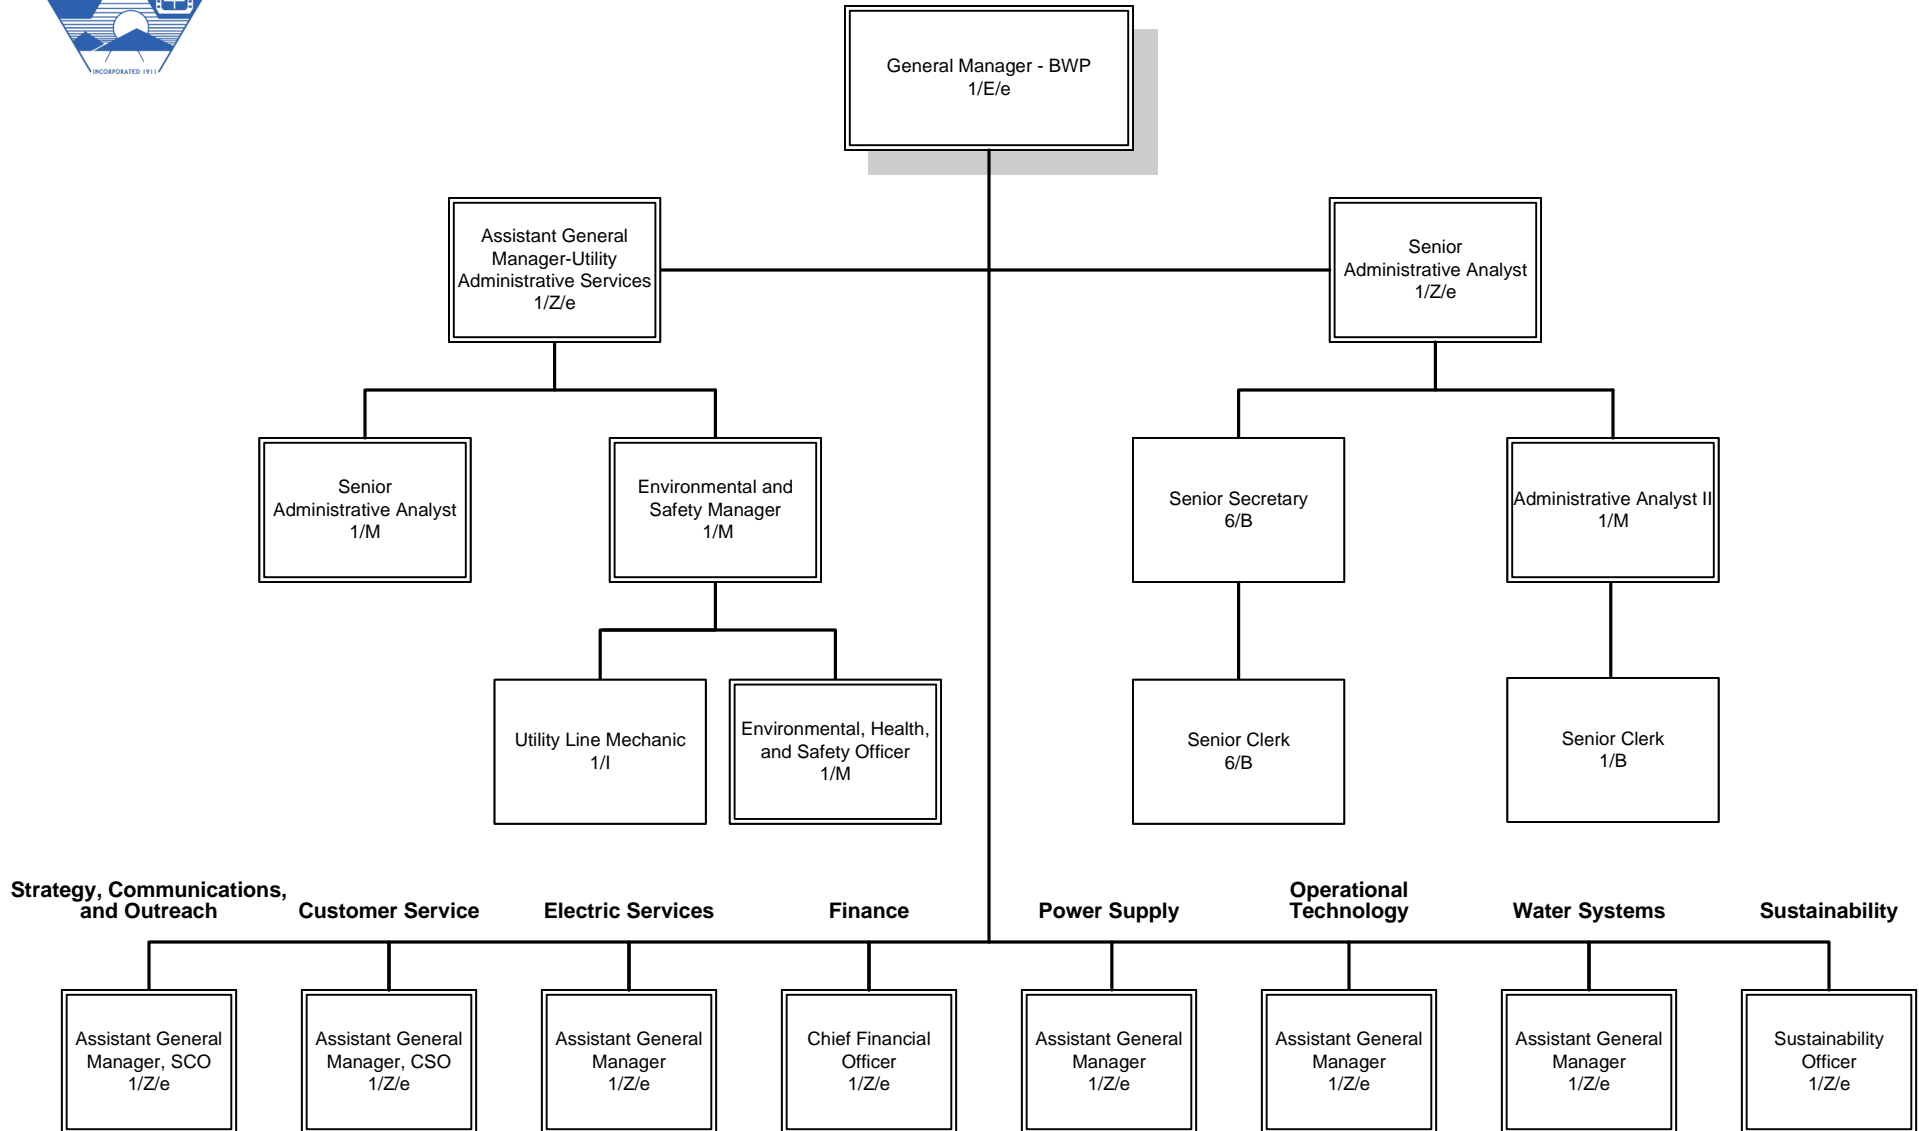 INCORPORATED 1911
General Manager - BWP
1/E/e
Assistant General
Manager-Utility
Administrative Services
1/Z/e
Senior
Administrative Analyst
1/Z/e
Senior
Administrative Analyst
1/M
Environmental and
Safety Manager
1/M
Senior Secretary
6/B
Administrative Analyst II
1/M
Utility Line Mechanic
1/I
Environmental, Health,
and Safety Officer
1/M
Senior Clerk
6/B
Senior Clerk
1/B
Strategy, Communications,
and Outreach
Customer Service
Electric Services
Finance
Power Supply
Operational
Technology
Water Systems
Sustainability
Assistant General
Manager, SCO
1/Z/e
Assistant General
Manager, CSO
1/Z/e
Assistant General
Manager
1/Z/e
Chief Financial
Officer
1/Z/e
Assistant General
Manager
1/Z/e
Assistant General
Manager
1/Z/e
Assistant General
Manager
1/Z/e
Sustainability
Officer
1/Z/e